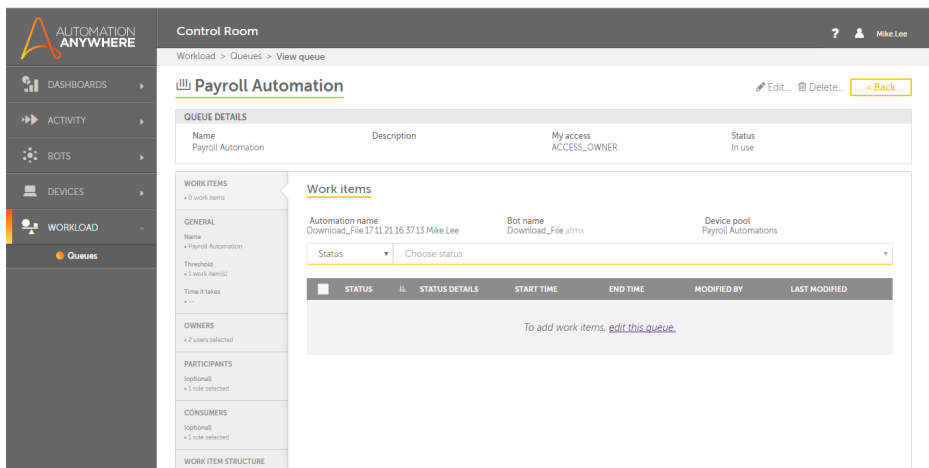 AUTOMATION
ANYWHERE
Control Room
? Mike.Lee
Workload > Queues > View queue
DASHBOARDS
ACTIVITY
BOTS
DEVICES
WORKLOAD
Queues
Payroll Automation
Edit... Delete... < Back
QUEUE DETAILS
Name Description My access Status
Payroll Automation ACCESS_OWNER In use
WORK ITEMS
• 0 work items
GENERAL
Name
• Payroll Automation
Threshold
• 1 work item(s)
Time it takes
• --
OWNERS
• 2 users selected
PARTICIPANTS
(optional)
• 1 role selected
CONSUMERS
(optional)
• 1 role selected
WORK ITEM STRUCTURE
Work items
Automation name Bot name Device pool
Download_File.17.11.21.16.37.13.Mike.Lee Download_File.atmx Payroll Automations
Status Choose status
STATUS STATUS DETAILS START TIME END TIME MODIFIED BY LAST MODIFIED
To add work items, edit this queue.